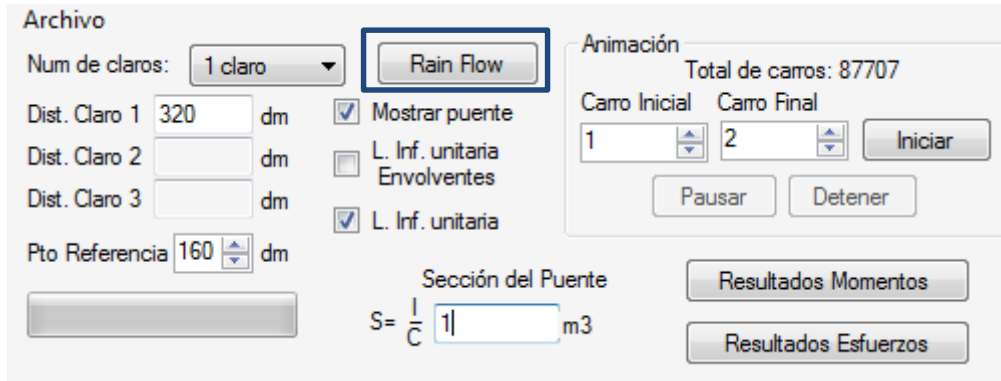 Archivo
Num de claros: 1 claro
Rain Flow
Dist. Claro 1 320 dm
Dist. Claro 2 dm
Dist. Claro 3 dm
Pto Referencia 160 dm
Mostrar puente
L. Inf. unitaria
Envolventes
L. Inf. unitaria
Animación
Total de carros: 87707
Carro Inicial Carro Final
1 2 Iniciar
Pausar Detener
Sección del Puente
S= I/C 1 m3
Resultados Momentos
Resultados Esfuerzos